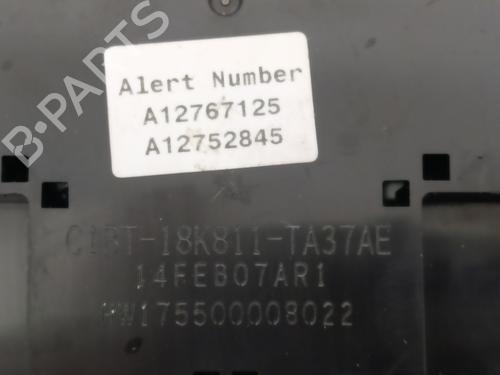 B-PARTS
Alert Number
A12767125
A12752845
C1BT-18K811-TA37AE
14FEB07AR1
HW175500008022